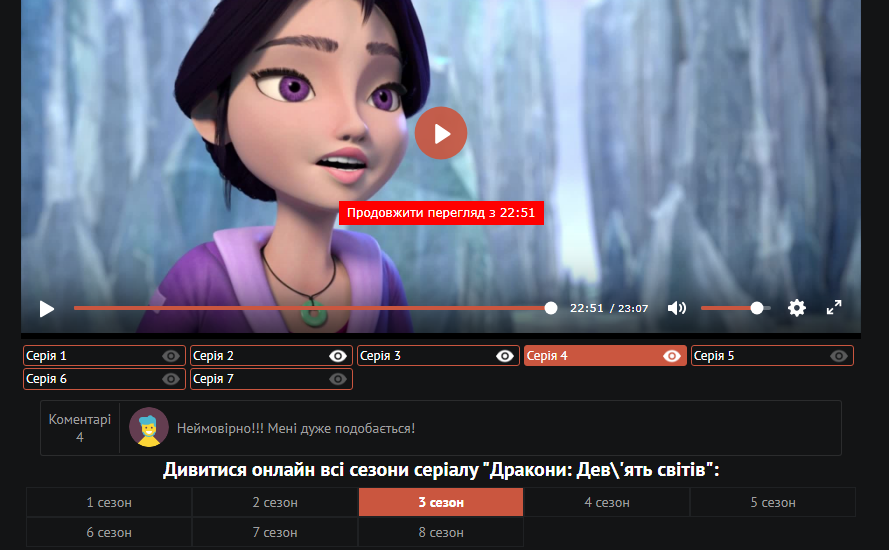 Продовжити перегляд з 22:51
22:51 / 23:07
Серія 1 Серія 2 Серія 3 Серія 4 Серія 5
Серія 6 Серія 7
Коментарі
4
Неймовірно!!! Мені дуже подобається!
Дивитися онлайн всі сезони серіалу "Дракони: Дев\'ять світів":
1 сезон 2 сезон 3 сезон 4 сезон 5 сезон
6 сезон 7 сезон 8 сезон